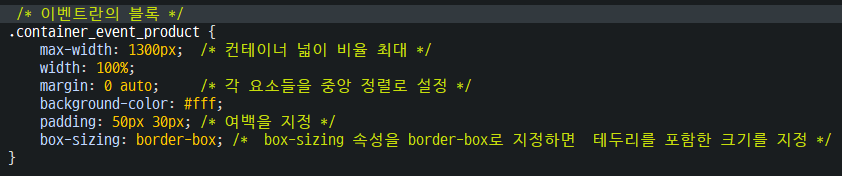 /* 이벤트란의 블록 */
.container_event_product {
max-width: 1300px; /* 컨테이너 넓이 비율 최대 */
width: 100%;
margin: 0 auto; /* 각 요소들을 중앙 정렬로 설정 */
background-color: #fff;
padding: 50px 30px; /* 여백을 지정 */
box-sizing: border-box; /* box-sizing 속성을 border-box로 지정하면 테두리를 포함한 크기를 지정 */
}